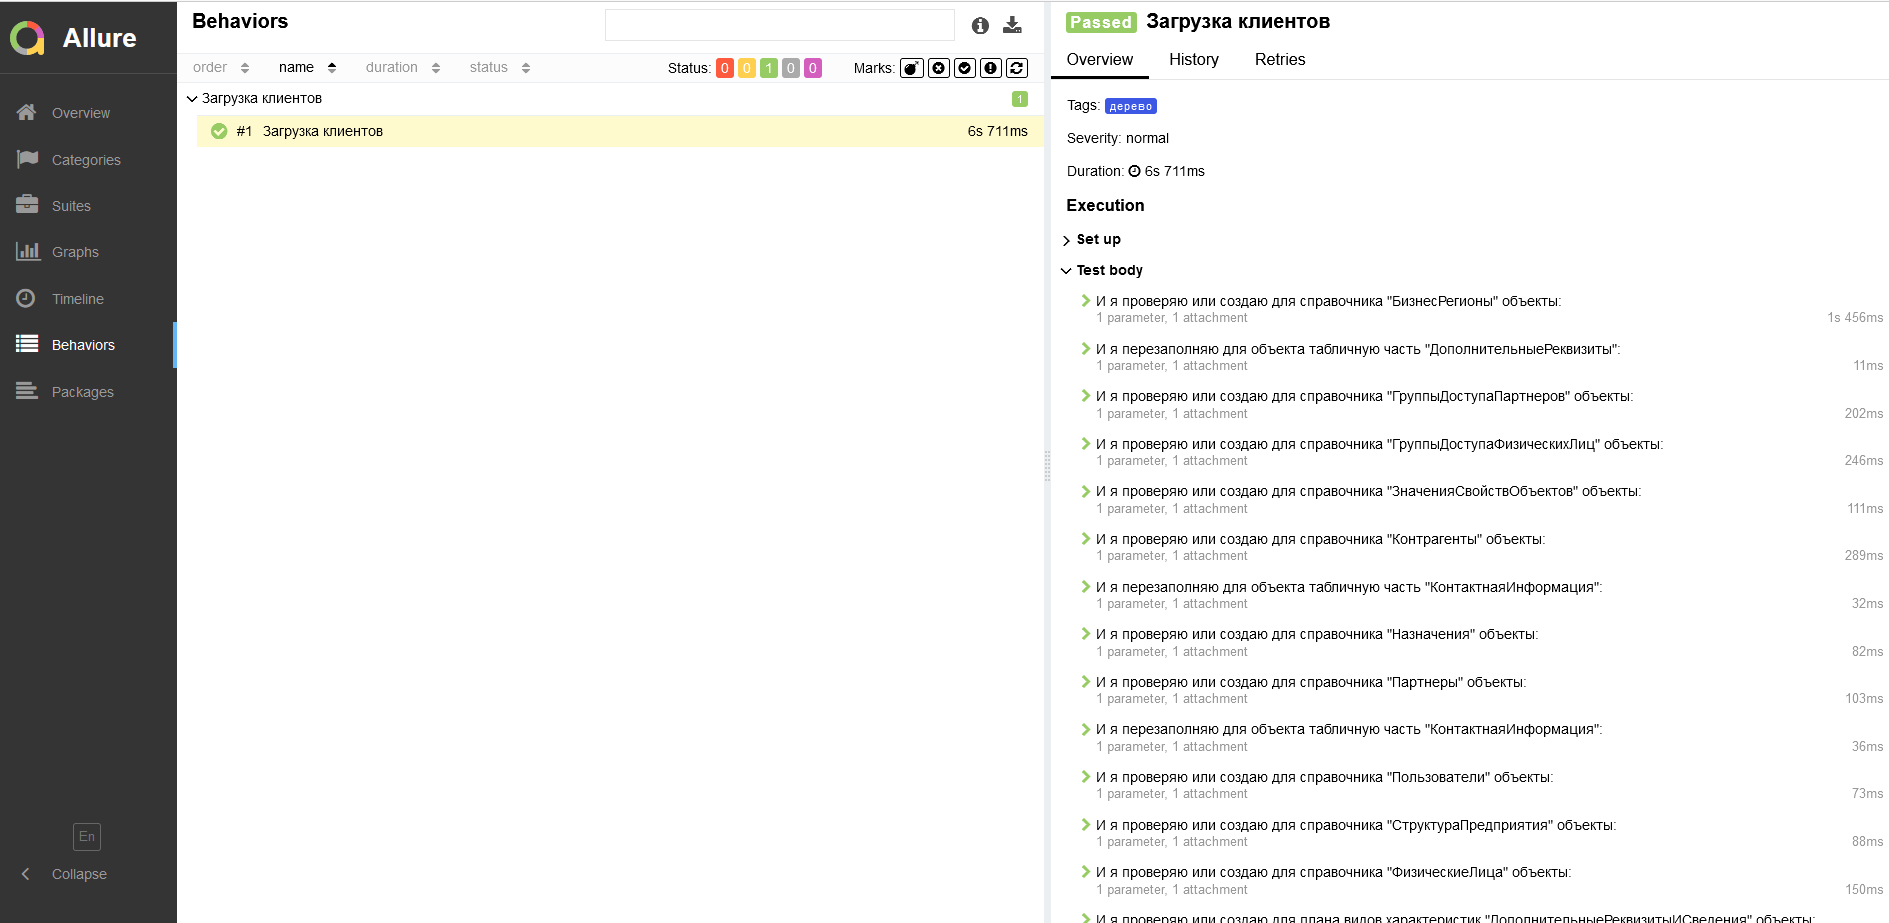 Allure
Overview
Categories
Suites
Graphs
Timeline
Behaviors
Packages
En
Collapse
Behaviors
order name duration status Status: 0 0 1 0 0 Marks:
Загрузка клиентов 1
#1 Загрузка клиентов 6s 711ms
Passed Загрузка клиентов
Overview History Retries
Tags: дерево
Severity: normal
Duration: 6s 711ms
Execution
Set up
Test body
И я проверяю или создаю для справочника "БизнесРегионы" объекты:
1 parameter, 1 attachment 1s 456ms
И я перезаполняю для объекта табличную часть "ДополнительныеРеквизиты":
1 parameter, 1 attachment 11ms
И я проверяю или создаю для справочника "ГруппыДоступаПартнеров" объекты:
1 parameter, 1 attachment 202ms
И я проверяю или создаю для справочника "ГруппыДоступаФизическихЛиц" объекты:
1 parameter, 1 attachment 246ms
И я проверяю или создаю для справочника "ЗначенияСвойствОбъектов" объекты:
1 parameter, 1 attachment 111ms
И я проверяю или создаю для справочника "Контрагенты" объекты:
1 parameter, 1 attachment 289ms
И я перезаполняю для объекта табличную часть "КонтактнаяИнформация":
1 parameter, 1 attachment 32ms
И я проверяю или создаю для справочника "Назначения" объекты:
1 parameter, 1 attachment 82ms
И я проверяю или создаю для справочника "Партнеры" объекты:
1 parameter, 1 attachment 103ms
И я перезаполняю для объекта табличную часть "КонтактнаяИнформация":
1 parameter, 1 attachment 36ms
И я проверяю или создаю для справочника "Пользователи" объекты:
1 parameter, 1 attachment 73ms
И я проверяю или создаю для справочника "СтруктураПредприятия" объекты:
1 parameter, 1 attachment 88ms
И я проверяю или создаю для справочника "ФизическиеЛица" объекты:
1 parameter, 1 attachment 150ms
И я проверяю или создаю для плана видов характеристик "ДополнительныеРеквизитыИСведения" объекты: